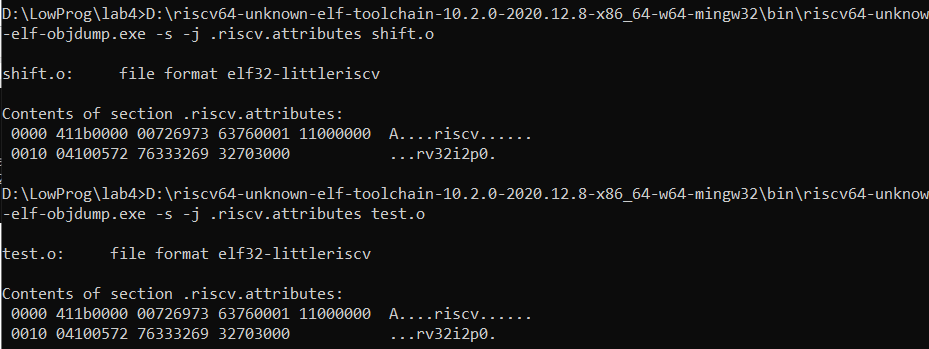 D:\LowProg\lab4>D:\riscv64-unknown-elf-toolchain-10.2.0-2020.12.8-x86_64-w64-mingw32\bin\riscv64-unknow
-elf-objdump.exe -s -j .riscv.attributes shift.o
shift.o:     file format elf32-littleriscv
Contents of section .riscv.attributes:
 0000 411b0000 00726973 63760001 11000000  A....riscv......
 0010 04100572 76333269 32703000           ...rv32i2p0.
D:\LowProg\lab4>D:\riscv64-unknown-elf-toolchain-10.2.0-2020.12.8-x86_64-w64-mingw32\bin\riscv64-unknow
-elf-objdump.exe -s -j .riscv.attributes test.o
test.o:     file format elf32-littleriscv
Contents of section .riscv.attributes:
 0000 411b0000 00726973 63760001 11000000  A....riscv......
 0010 04100572 76333269 32703000           ...rv32i2p0.